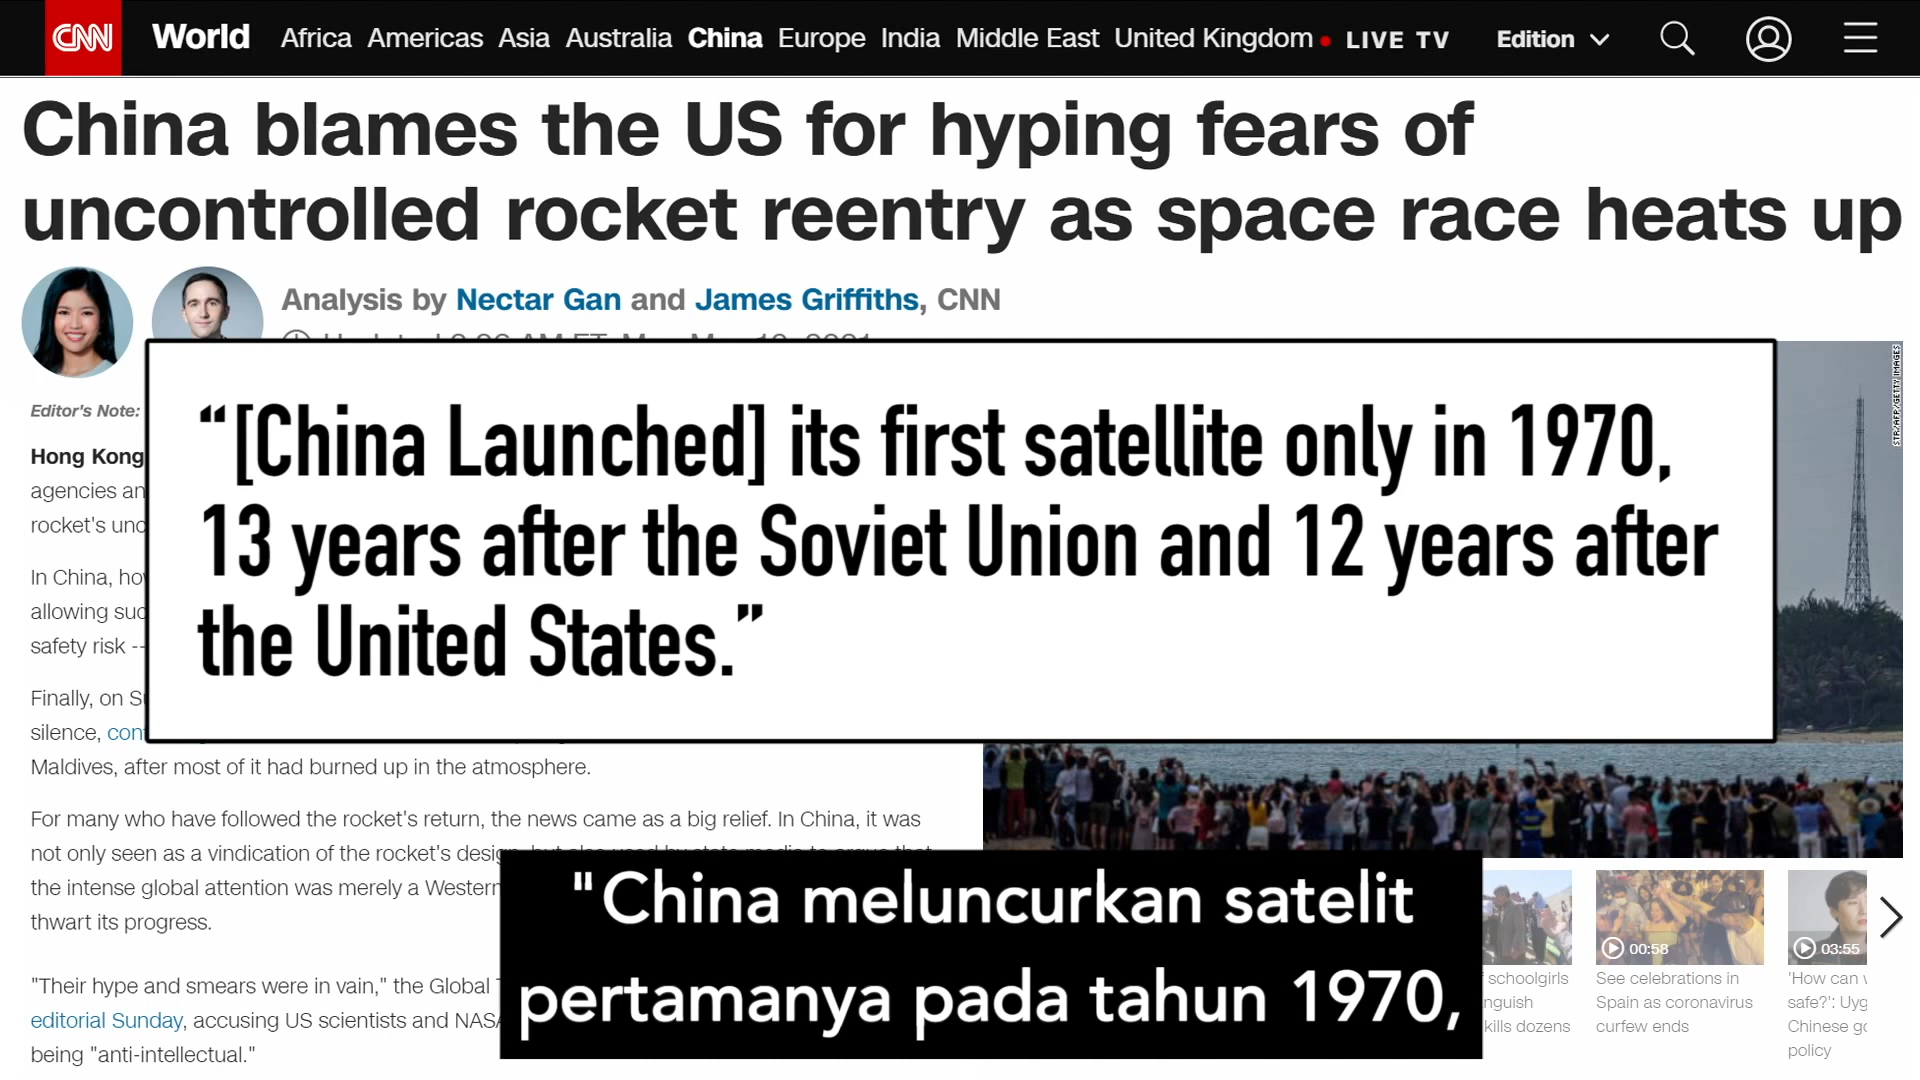 CNN World Africa Americas Asia Australia China Europe India Middle East United Kingdom LIVE TV Edition
China blames the US for hyping fears of
uncontrolled rocket reentry as space race heats up
Analysis by Nectar Gan and James Griffiths, CNN
STR/AFP/GETTY IMAGES
Editor's Note:
Hong Kong
agencies
rocket's
In China,
allowing
safety risk --
Finally, on
silence,
Maldives, after most of it had burned up in the atmosphere.
For many who have followed the rocket's return, the news came as a big relief. In China, it was
not only seen as a vindication of the rocket's
the intense global attention was merely a Western
thwart its progress.
"Their hype and smears were in vain," the Global
editorial Sunday, accusing US scientists and NASA
being "anti-intellectual."
“[China Launched] its first satellite only in 1970,
13 years after the Soviet Union and 12 years after
the United States.”
"China meluncurkan satelit
pertamanya pada tahun 1970,
schoolgirls
kills dozens
00:58
See celebrations in
Spain as coronavirus
curfew ends
03:55
'How can
safe?':
Chinese
policy